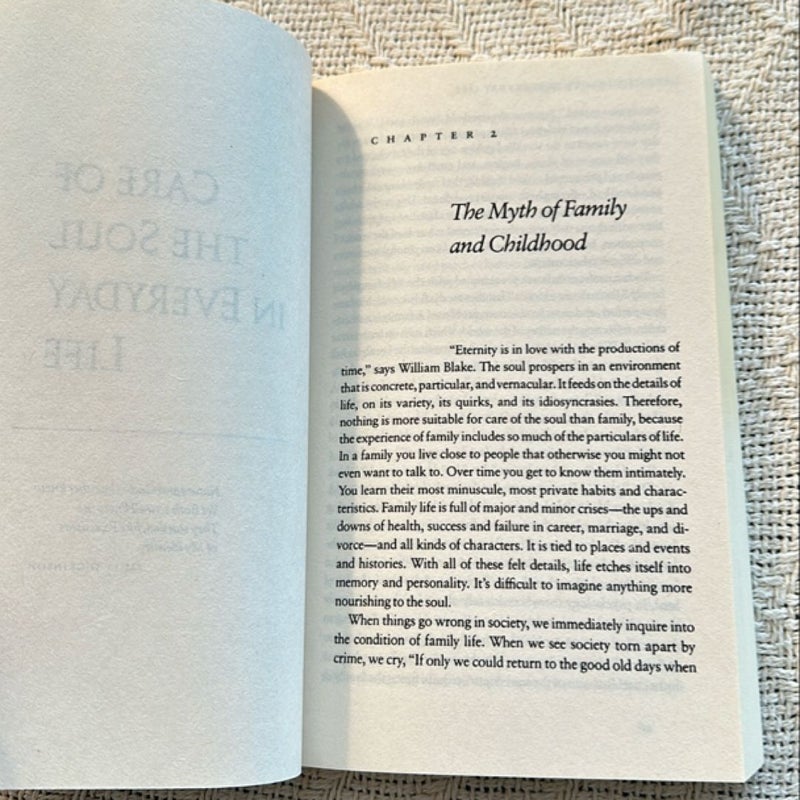 CARE OF
THE SOUL
IN EVERYDAY
LIFE
CHAPTER 2
The Myth of Family
and Childhood
“Eternity is in love with the productions of
time,” says William Blake. The soul prospers in an environment
that is concrete, particular, and vernacular. It feeds on the details of
life, on its variety, its quirks, and its idiosyncrasies. Therefore,
nothing is more suitable for care of the soul than family, because
the experience of family includes so much of the particulars of life.
In a family you live close to people that otherwise you might not
even want to talk to. Over time you get to know them intimately.
You learn their most minuscule, most private habits and charac-
teristics. Family life is full of major and minor crises—the ups and
downs of health, success and failure in career, marriage, and di-
vorce—and all kinds of characters. It is tied to places and events
and histories. With all of these felt details, life etches itself into
memory and personality. It’s difficult to imagine anything more
nourishing to the soul.
When things go wrong in society, we immediately inquire into
the condition of family life. When we see society torn apart by
crime, we cry, “If only we could return to the good old days when